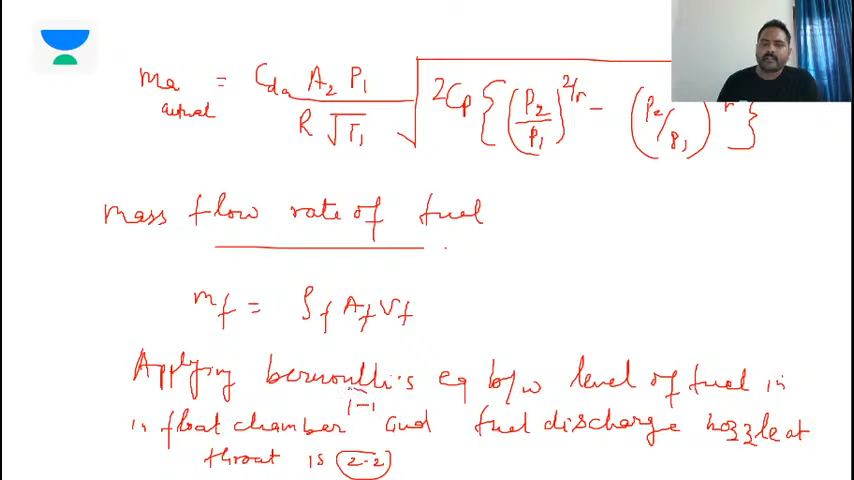 ma actual = Cda A2 P1 / R √T1 √ 2Cp { (P2/P1)^2/r − (P2/P1)^ r }
mass flow rate of fuel
mf = ρf Af Vf
Applying bernoulli's eq b/w level of fuel in
in float chamber 1-1 and fuel discharge nozzle at
throat is 2-2